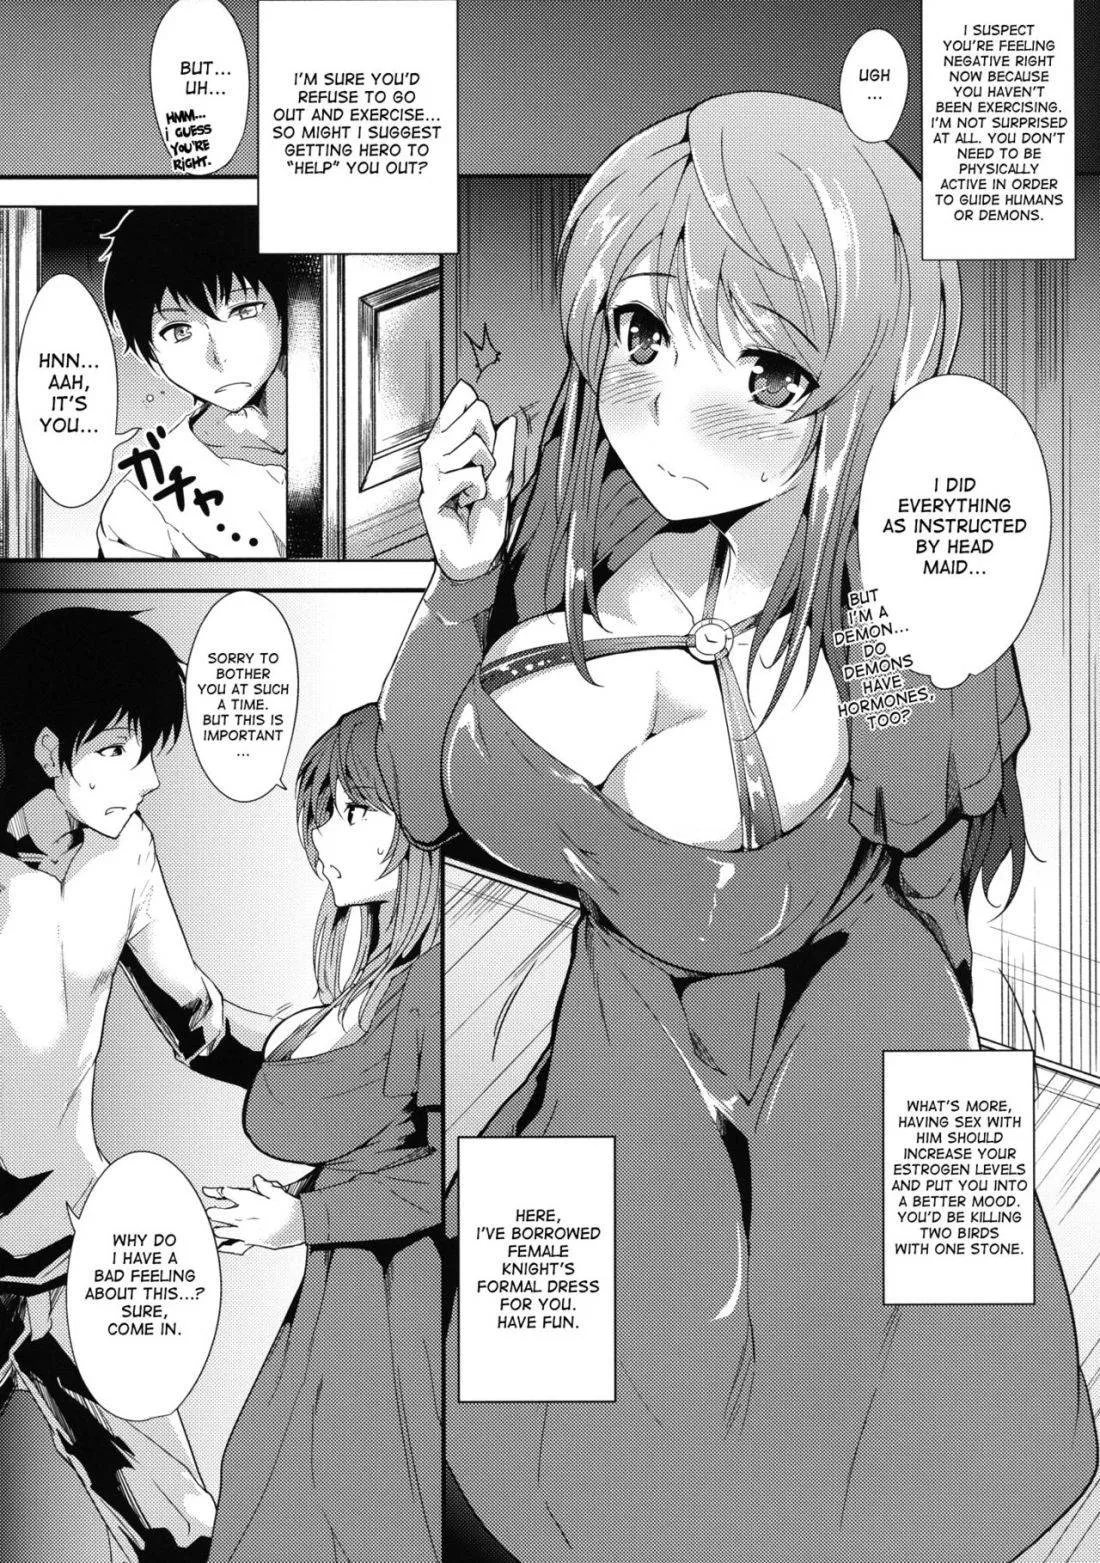 I SUSPECT
YOU'RE FEELING
NEGATIVE RIGHT
NOW BECAUSE
YOU HAVEN'T
BEEN EXERCISING.
I'M NOT SURPRISED
AT ALL. YOU DON'T
NEED TO BE
PHYSICALLY
ACTIVE IN ORDER
TO GUIDE HUMANS
OR DEMONS.
UGH
...
I'M SURE YOU'D
REFUSE TO GO
OUT AND EXERCISE...
SO MIGHT I SUGGEST
GETTING HERO TO
"HELP" YOU OUT?
BUT...
UH...
HMM...
I GUESS
YOU'RE
RIGHT.
WHAT'S MORE,
HAVING SEX WITH
HIM SHOULD
INCREASE YOUR
ESTROGEN LEVELS
AND PUT YOU INTO
A BETTER MOOD.
YOU'D BE KILLING
TWO BIRDS
WITH ONE STONE.
HERE,
I'VE BORROWED
FEMALE
KNIGHT'S
FORMAL DRESS
FOR YOU.
HAVE FUN.
I DID
EVERYTHING
AS INSTRUCTED
BY HEAD
MAID...
BUT
I'M A
DEMON...
DO
DEMONS
HAVE
HORMONES,
TOO?
ガチャ...
HNN...
AAH,
IT'S
YOU...
SORRY TO
BOTHER
YOU AT SUCH
A TIME.
BUT THIS IS
IMPORTANT
...
WHY DO
I HAVE A
BAD FEELING
ABOUT THIS...?
SURE,
COME IN.